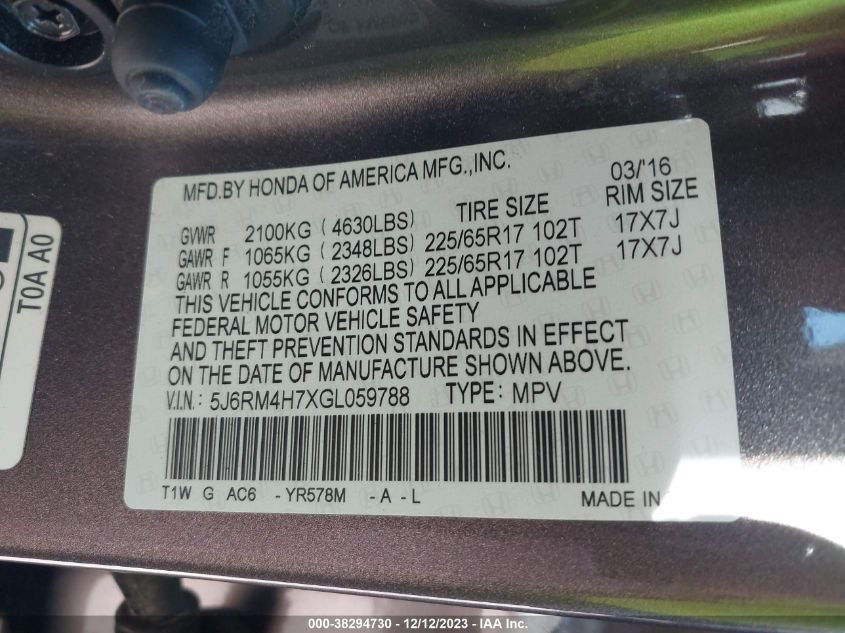 MFD.BY HONDA OF AMERICA MFG.,INC. 03/'16
TIRE SIZE RIM SIZE
GVWR 2100KG ( 4630LBS)
GAWR F 1065KG ( 2348LBS) 225/65R17 102T 17X7J
GAWR R 1055KG ( 2326LBS) 225/65R17 102T 17X7J
THIS VEHICLE CONFORMS TO ALL APPLICABLE
FEDERAL MOTOR VEHICLE SAFETY
AND THEFT PREVENTION STANDARDS IN EFFECT
ON THE DATE OF MANUFACTURE SHOWN ABOVE.
V.I.N.: 5J6RM4H7XGL059788 TYPE: MPV
T1W G AC6 - YR578M - A - L MADE IN
T0A A0
000-38294730 - 12/12/2023 - IAA Inc.